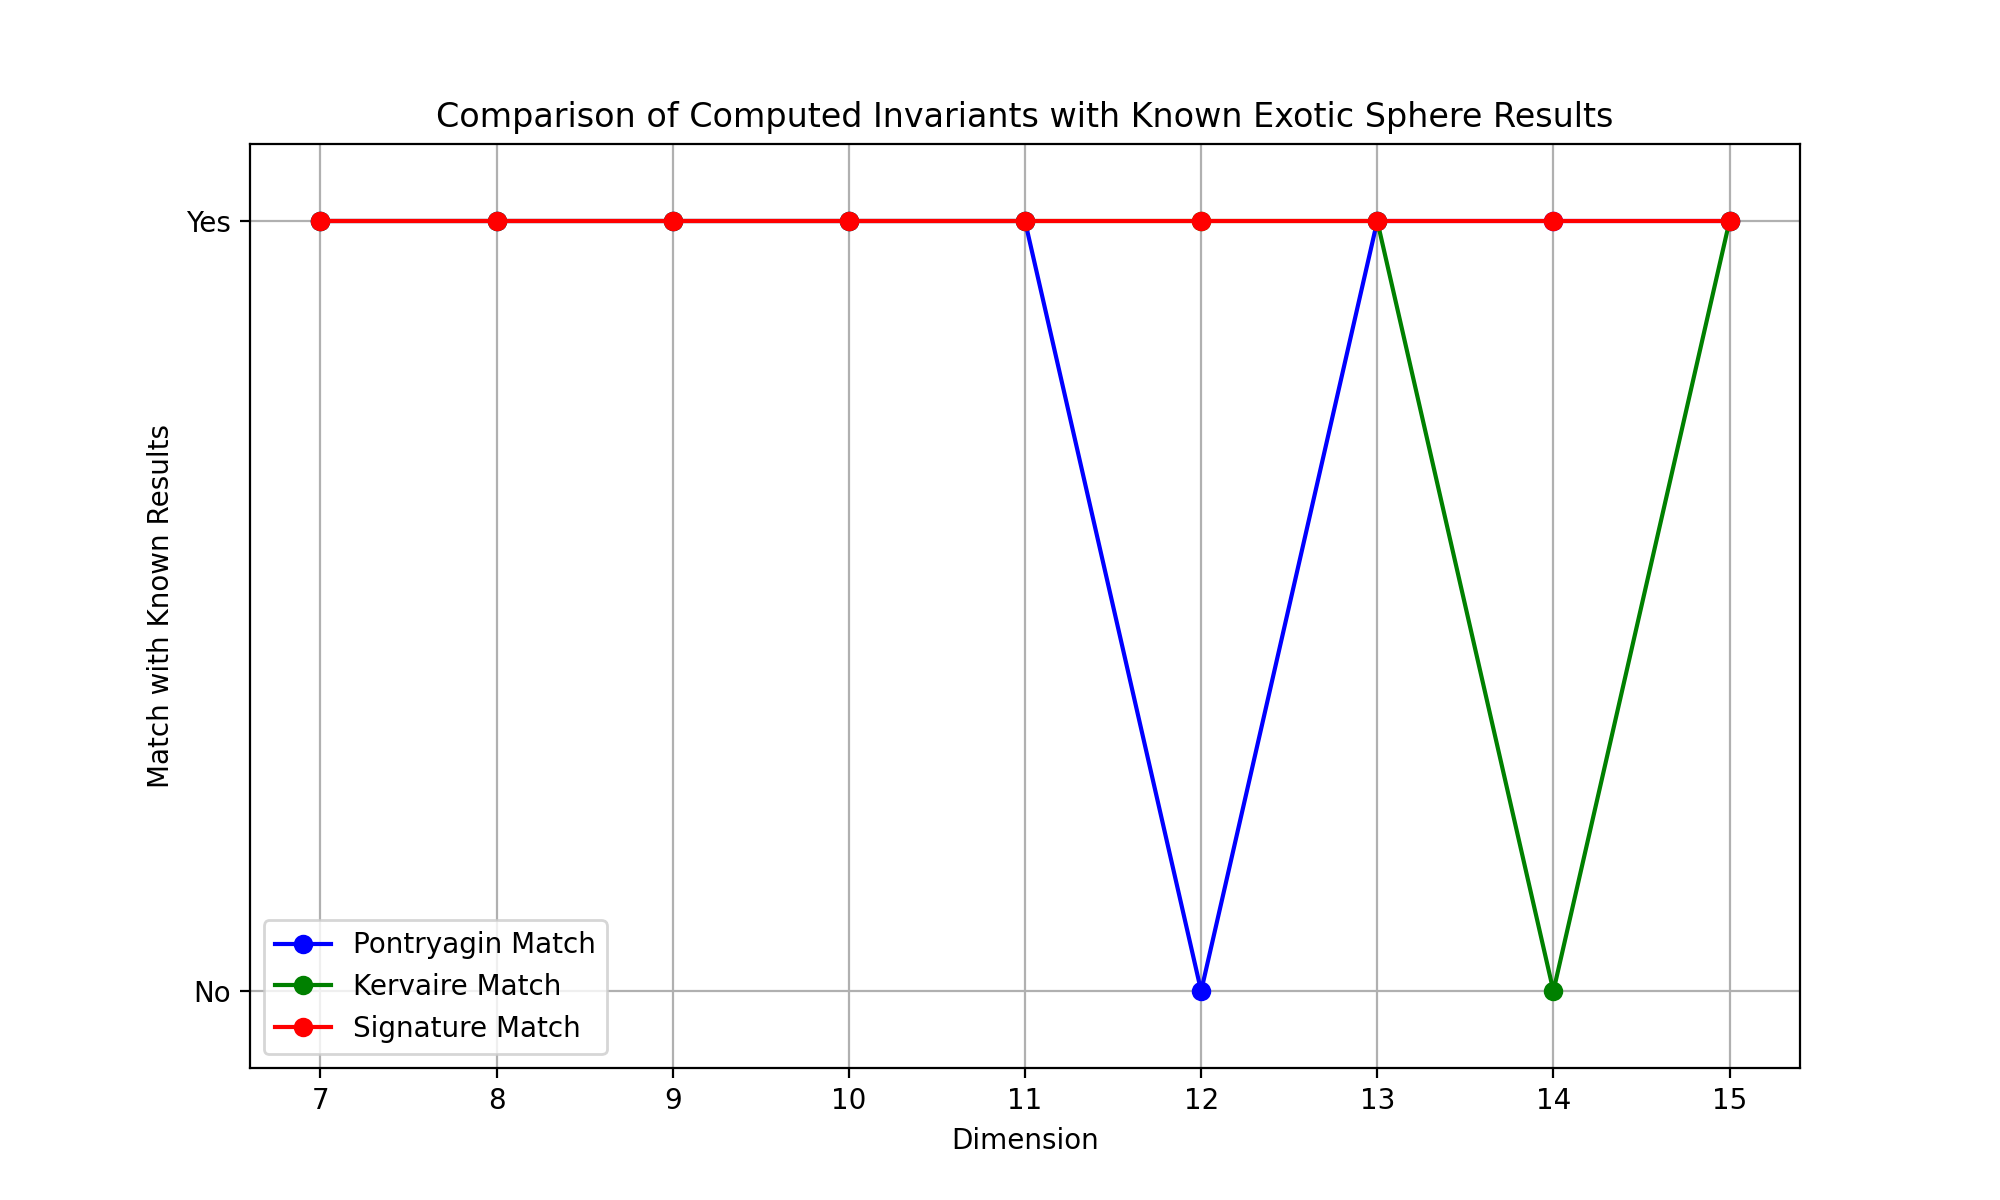 Comparison of Computed Invariants with Known Exotic Sphere Results
Match with Known Results
Yes
No
Pontryagin Match
Kervaire Match
Signature Match
7 8 9 10 11 12 13 14 15
Dimension